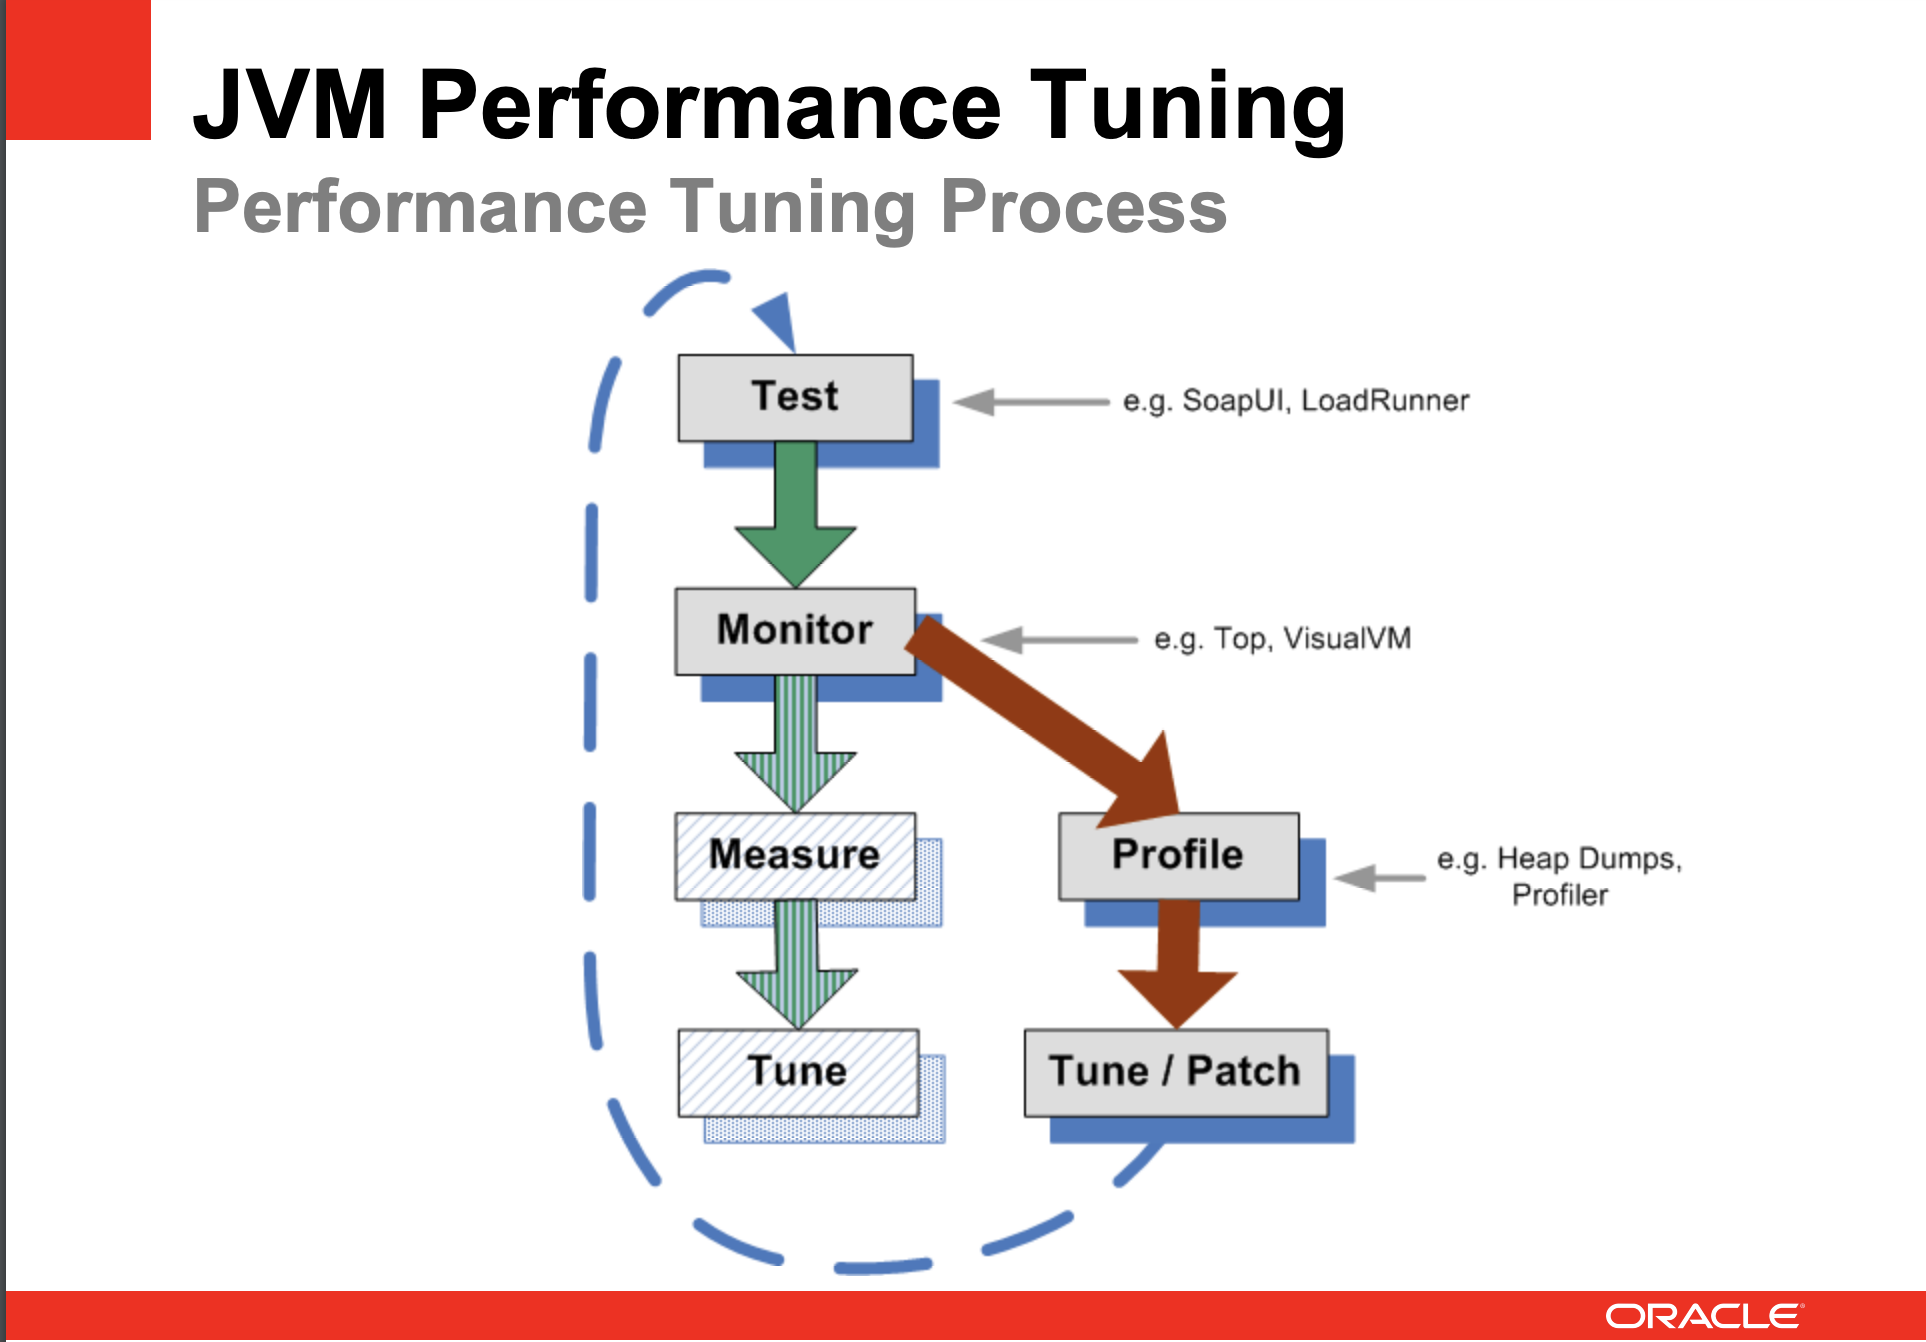 JVM Performance Tuning
Performance Tuning Process
Test
e.g. SoapUI, LoadRunner
Monitor
e.g. Top, VisualVM
Measure
Profile
e.g. Heap Dumps,
Profiler
Tune
Tune / Patch
ORACLE